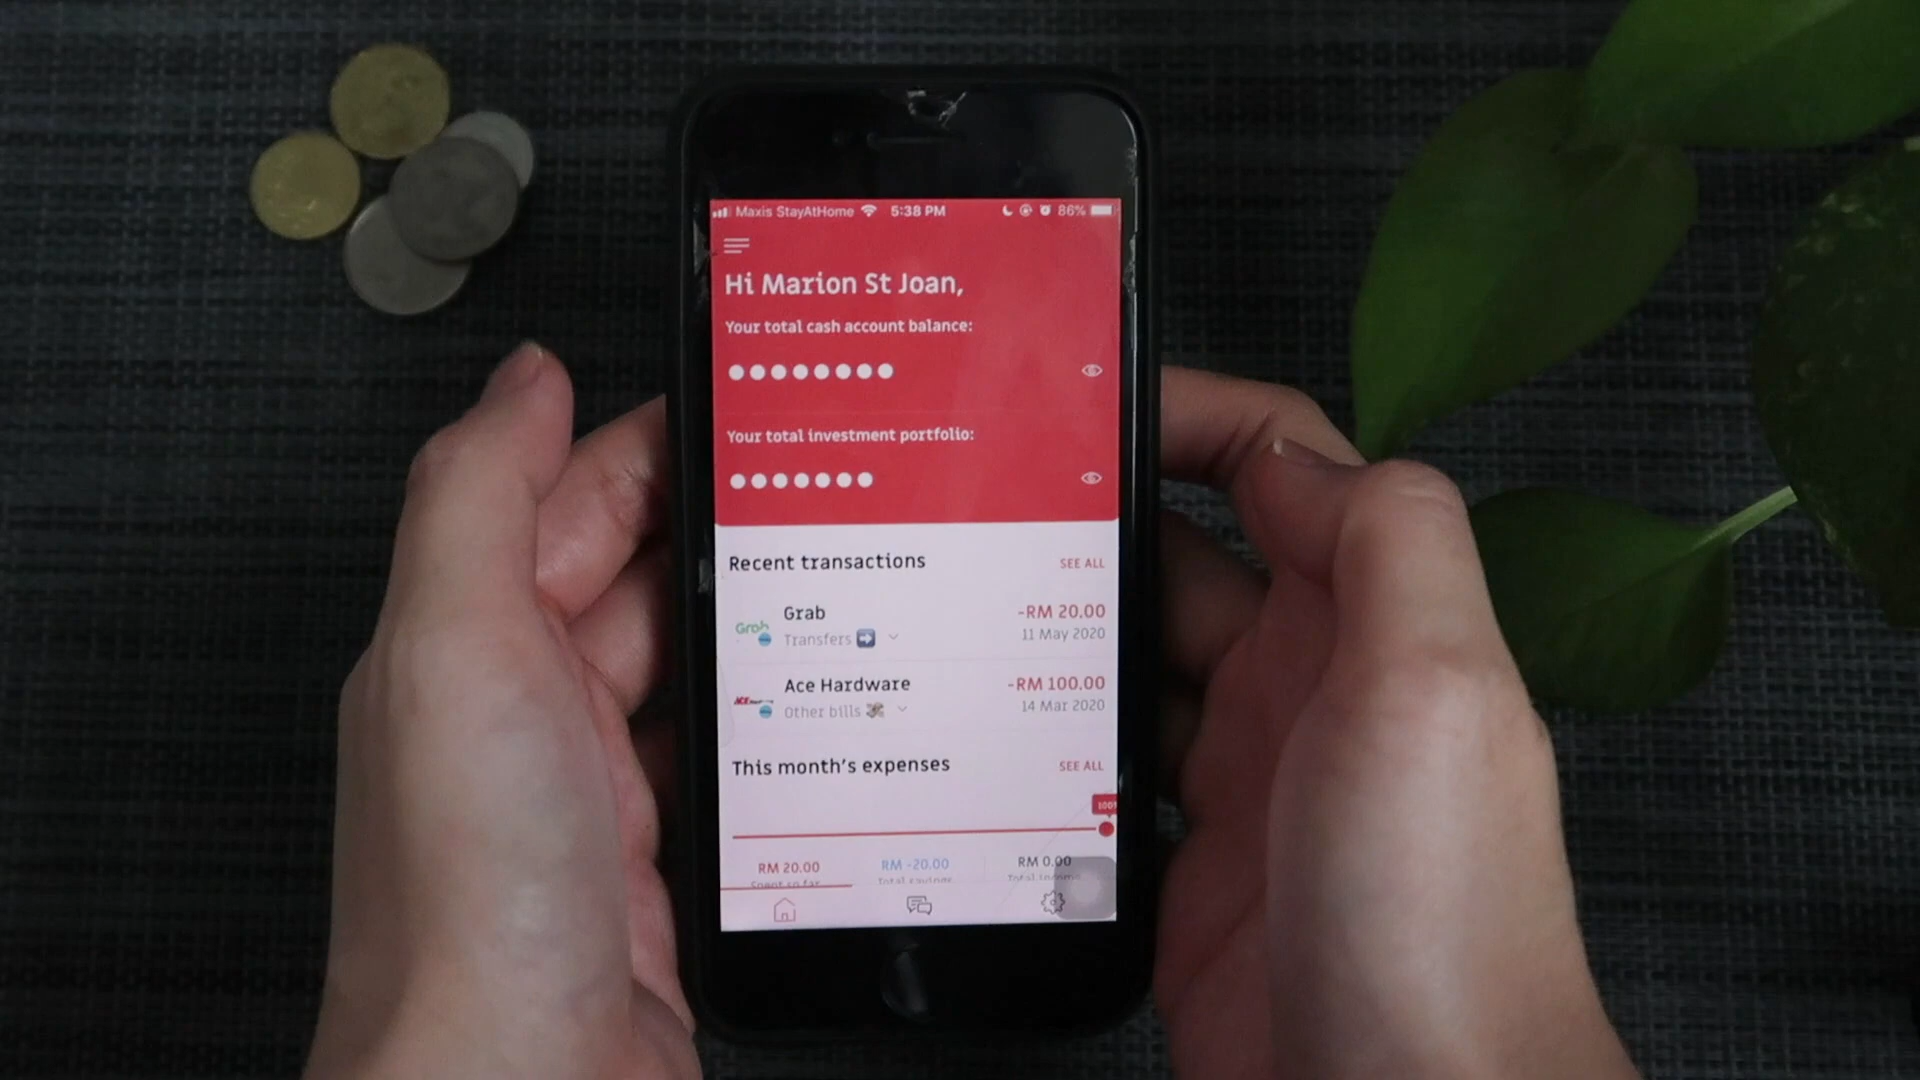 Maxis StayAtHome 5:38 PM 86%
Hi Marion St Joan,
Your total cash account balance:
Your total investment portfolio:
Recent transactions SEE ALL
Grab Grab -RM 20.00
Transfers 11 May 2020
ACE Ace Hardware -RM 100.00
Other bills 14 Mar 2020
This month's expenses SEE ALL
RM 20.00 RM -20.00 RM 0.00
Spent so far Total savings Total income